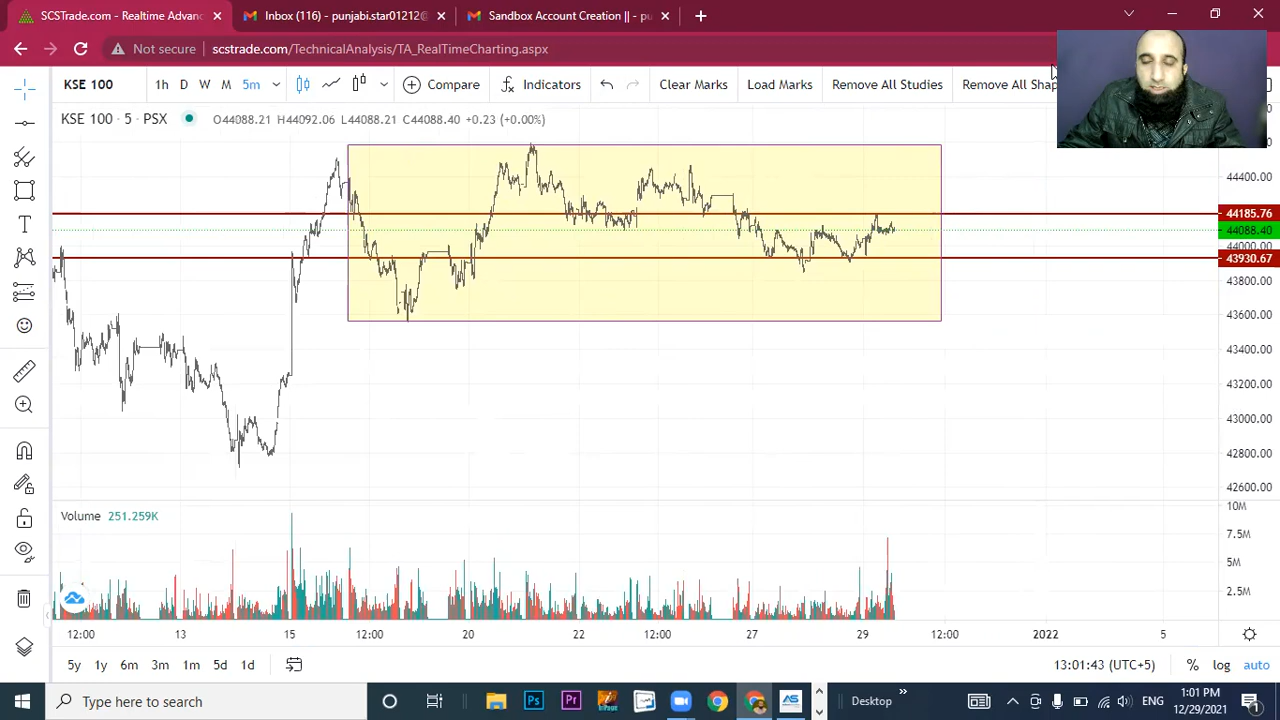 SCSTrade.com - Realtime Advanc
Inbox (116) - punjabi.star01212@
Sandbox Account Creation || - pu
Not secure
scstrade.com/TechnicalAnalysis/TA_RealTimeCharting.aspx
KSE 100
1h D W M 5m
Compare
Indicators
Clear Marks
Load Marks
Remove All Studies
Remove All Shap
KSE 100 · 5 · PSX
O44088.21 H44092.06 L44088.21 C44088.40 +0.23 (+0.00%)
44400.00
44185.76
44088.40
44000.00
43930.67
43800.00
43600.00
43400.00
43200.00
43000.00
42800.00
42600.00
Volume 251.259K
10M
7.5M
5M
2.5M
12:00 13 15 12:00 20 22 12:00 27 29 12:00 2022 5
5y 1y 6m 3m 1m 5d 1d
13:01:43 (UTC+5)
% log auto
Type here to search
Ps
Pr
AS
Desktop
ENG
1:01 PM
12/29/2021
1